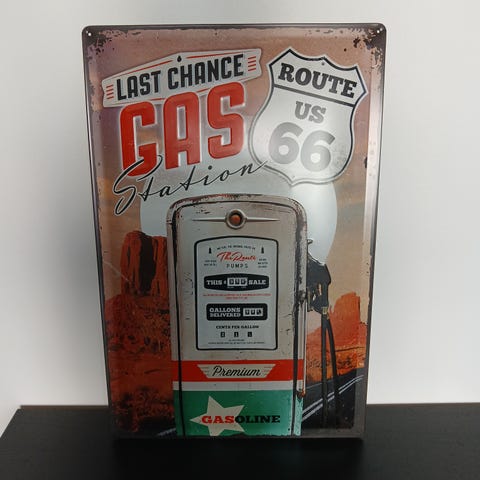 LAST CHANCE
GAS
Station
ROUTE
US
66
The Route
PUMPS
THIS SALE
GALLONS
DELIVERED
CENTS PER GALLON
Premium
GASOLINE